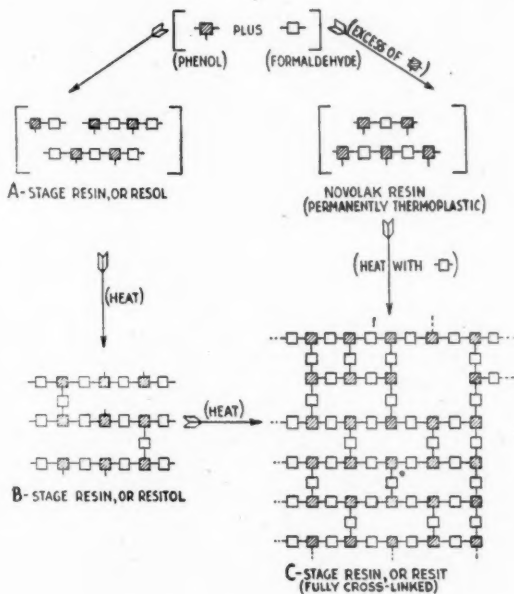 PLUS
(EXCESS OF )
(PHENOL) (FORMALDEHYDE)
A-STAGE RESIN, OR RESOL
NOVOLAK RESIN
(PERMANENTLY THERMOPLASTIC)
(HEAT)
(HEAT WITH )
(HEAT)
B-STAGE RESIN, OR RESITOL
C-STAGE RESIN, OR RESIT
(FULLY CROSS-LINKED)